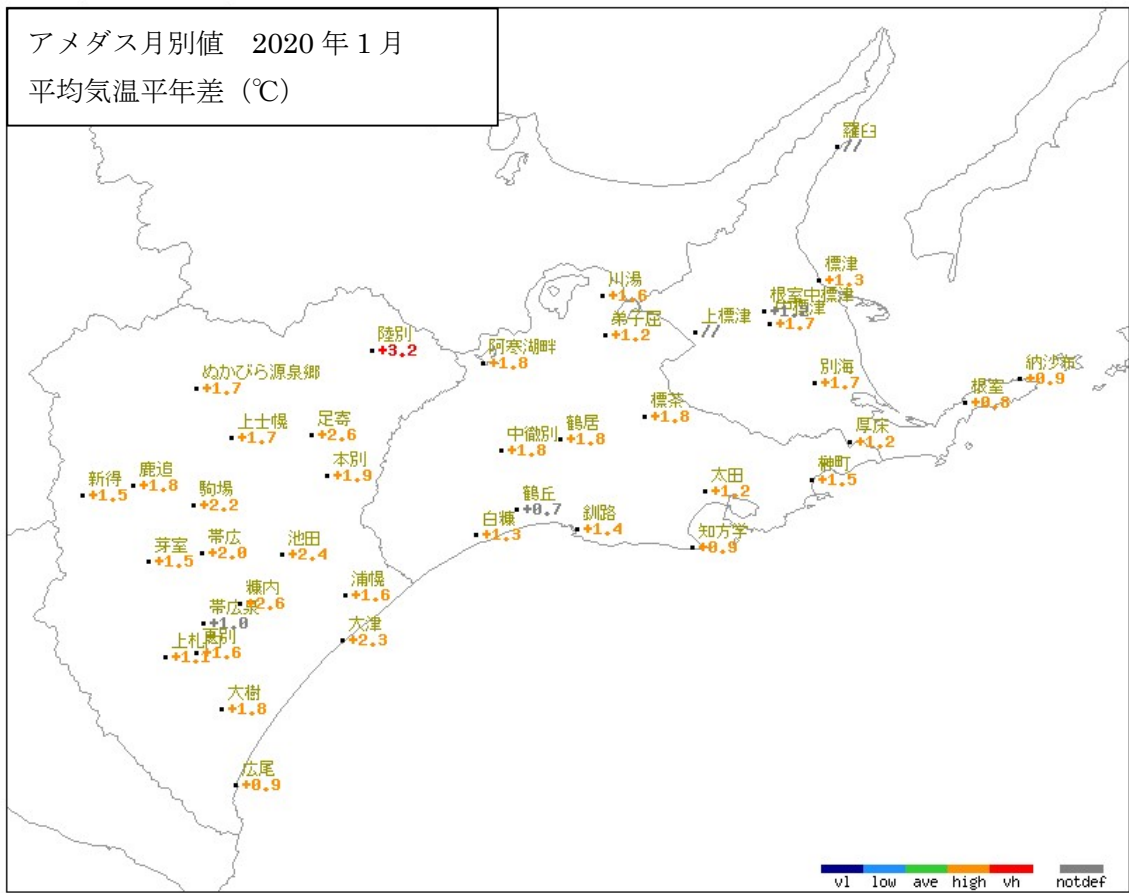 アメダス月別値　2020年1月
平均気温平年差（℃）
羅臼
//
標津
+1.3
川湯
+1.6
根室中標津
中標津
+1.7
上標津
//
弟子屈
+1.2
陸別
+3.2
阿寒湖畔
+1.8
ぬかびら源泉郷
+1.7
別海
+1.7
納沙布
+0.9
根室
+0.8
標茶
+1.8
上士幌
+1.7
足寄
+2.6
中徹別
+1.8
鶴居
+1.8
厚床
+1.2
本別
+1.9
新得
+1.5
鹿追
+1.8
駒場
+2.2
榊町
+1.5
太田
+1.2
鶴丘
+0.7
白糠
+1.3
釧路
+1.4
知方学
+0.9
芽室
+1.5
帯広
+2.0
池田
+2.4
糠内
+2.6
浦幌
+1.6
帯広泉
+1.0
大津
+2.3
上札内
+1.1
更別
+1.6
大樹
+1.8
広尾
+0.9
vl low ave high vh notdef